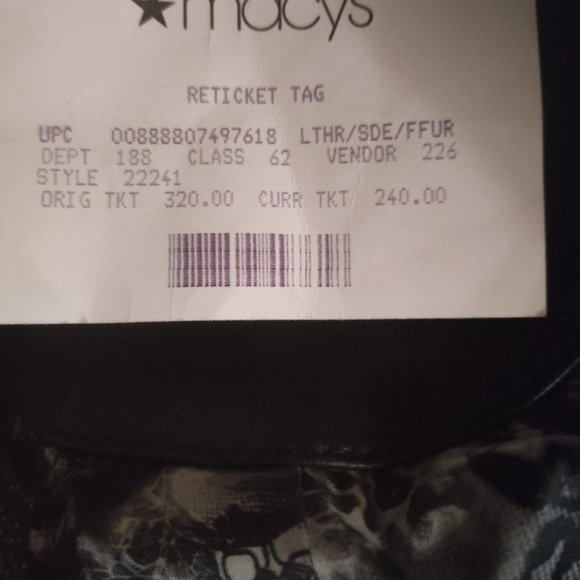 ★macys
RETICKET TAG
UPC 00888807497618 LTHR/SDE/FFUR
DEPT 188 CLASS 62 VENDOR 226
STYLE 22241
ORIG TKT 320.00 CURR TKT 240.00